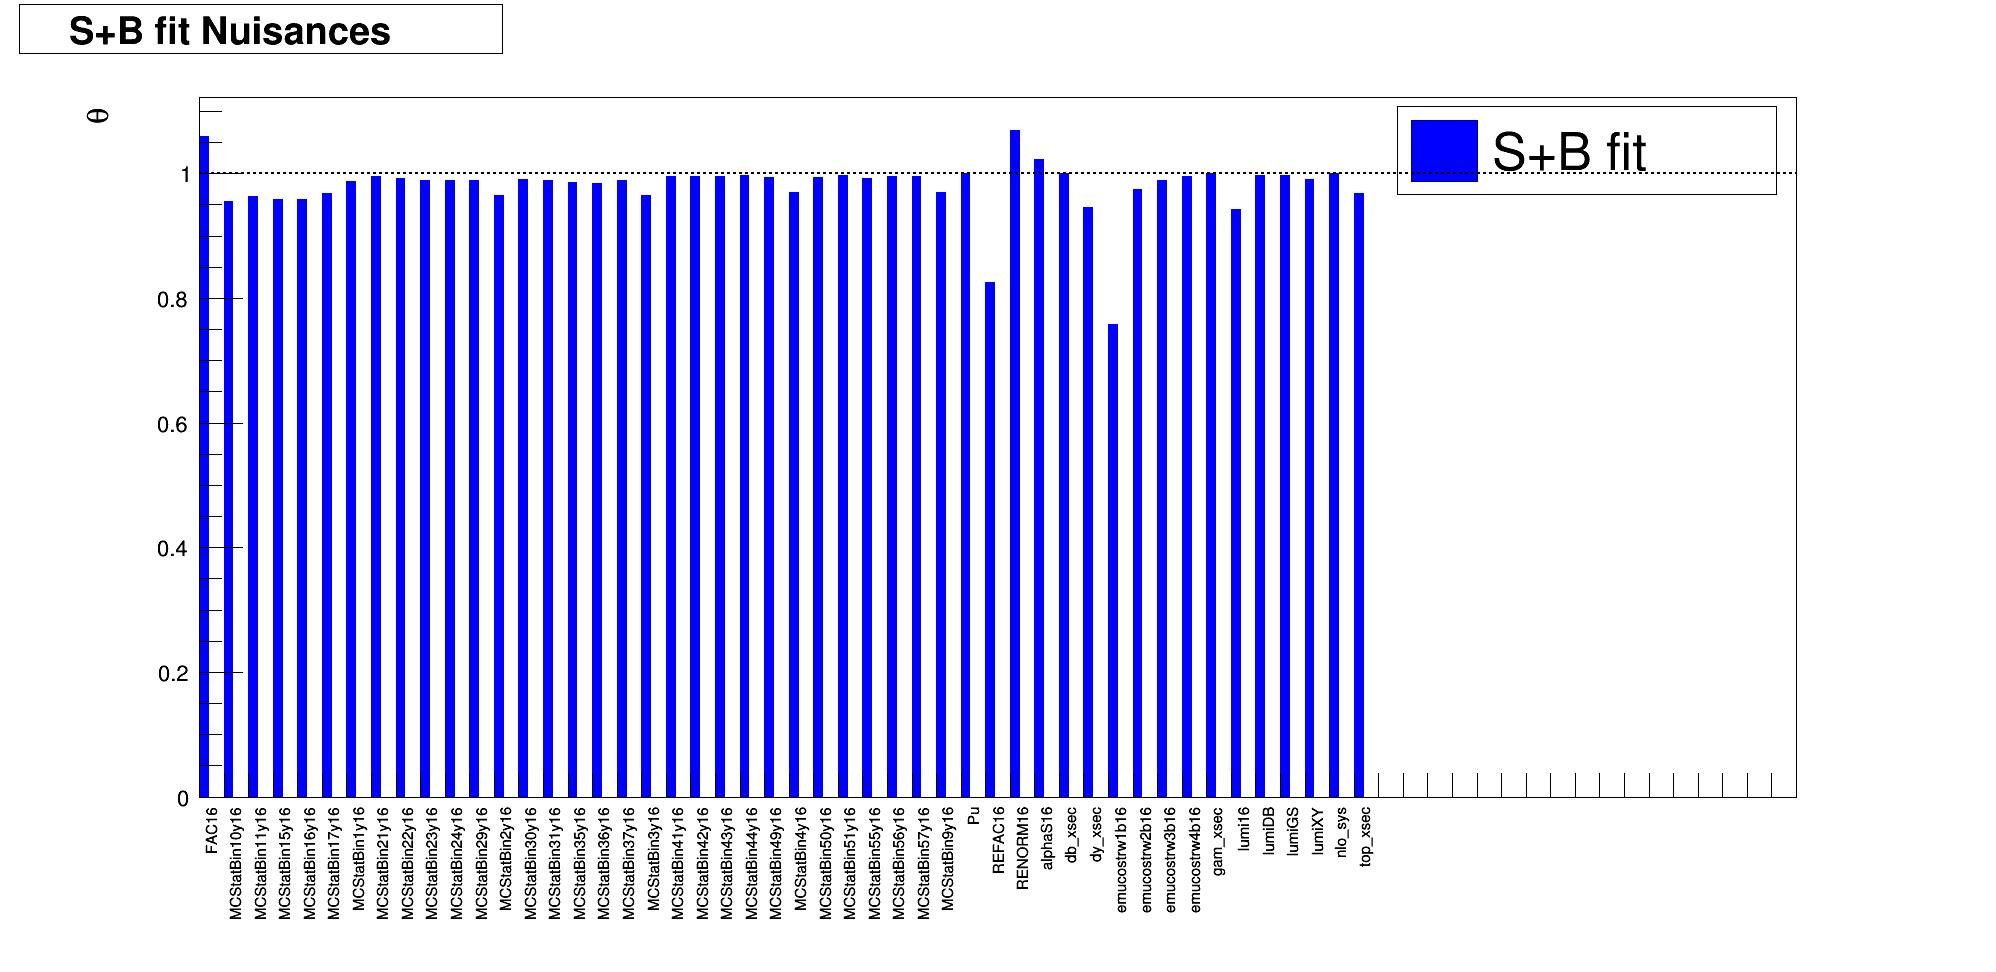 S+B fit Nuisances
θ
S+B fit
1
0.8
0.6
0.4
0.2
0
FAC16
MCStatBin10y16
MCStatBin11y16
MCStatBin15y16
MCStatBin16y16
MCStatBin17y16
MCStatBin1y16
MCStatBin21y16
MCStatBin22y16
MCStatBin23y16
MCStatBin24y16
MCStatBin29y16
MCStatBin2y16
MCStatBin30y16
MCStatBin31y16
MCStatBin35y16
MCStatBin36y16
MCStatBin37y16
MCStatBin3y16
MCStatBin41y16
MCStatBin42y16
MCStatBin43y16
MCStatBin44y16
MCStatBin49y16
MCStatBin4y16
MCStatBin50y16
MCStatBin51y16
MCStatBin55y16
MCStatBin56y16
MCStatBin57y16
MCStatBin9y16
Pu
REFAC16
RENORM16
alphaS16
db_xsec
dy_xsec
emucostrw1b16
emucostrw2b16
emucostrw3b16
emucostrw4b16
gam_xsec
lumi16
lumiDB
lumiGS
lumiXY
nlo_sys
top_xsec